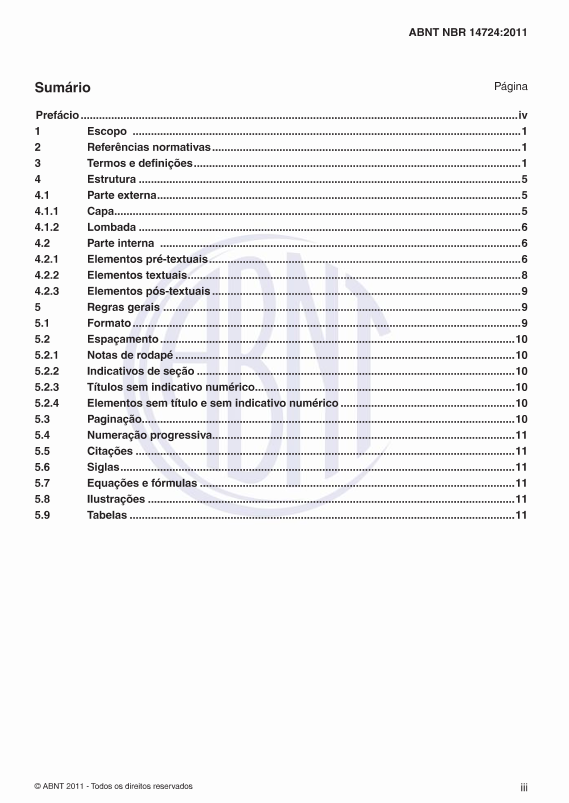 ABNT NBR 14724:2011
Sumário Página
Prefácio ................................................................ iv
1 Escopo ................................................................ 1
2 Referências normativas ................................................................ 1
3 Termos e definições ................................................................ 1
4 Estrutura ................................................................ 5
4.1 Parte externa ................................................................ 5
4.1.1 Capa ................................................................ 5
4.1.2 Lombada ................................................................ 6
4.2 Parte interna ................................................................ 6
4.2.1 Elementos pré-textuais ................................................................ 6
4.2.2 Elementos textuais ................................................................ 8
4.2.3 Elementos pós-textuais ................................................................ 9
5 Regras gerais ................................................................ 9
5.1 Formato ................................................................ 9
5.2 Espaçamento ................................................................ 10
5.2.1 Notas de rodapé ................................................................ 10
5.2.2 Indicativos de seção ................................................................ 10
5.2.3 Títulos sem indicativo numérico ................................................................ 10
5.2.4 Elementos sem título e sem indicativo numérico ................................................................ 10
5.3 Paginação ................................................................ 10
5.4 Numeração progressiva ................................................................ 11
5.5 Citações ................................................................ 11
5.6 Siglas ................................................................ 11
5.7 Equações e fórmulas ................................................................ 11
5.8 Ilustrações ................................................................ 11
5.9 Tabelas ................................................................ 11
ABNT
© ABNT 2011 - Todos os direitos reservados iii